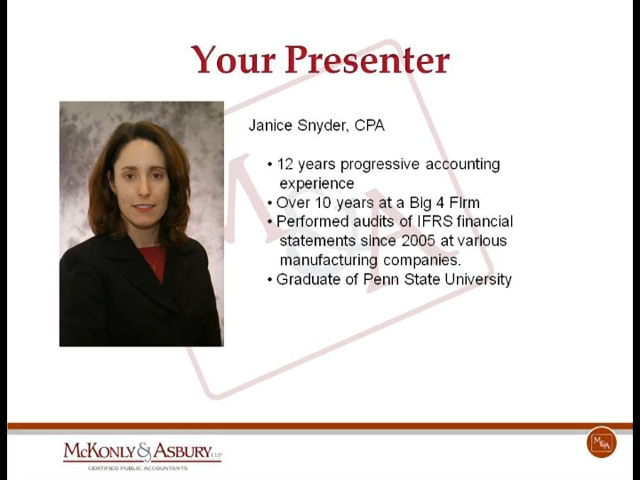 Your Presenter
Janice Snyder, CPA
• 12 years progressive accounting
experience
• Over 10 years at a Big 4 Firm
• Performed audits of IFRS financial
statements since 2005 at various
manufacturing companies.
• Graduate of Penn State University
M&A
McKonly & Asbury LLP
CERTIFIED PUBLIC ACCOUNTANTS
M&A